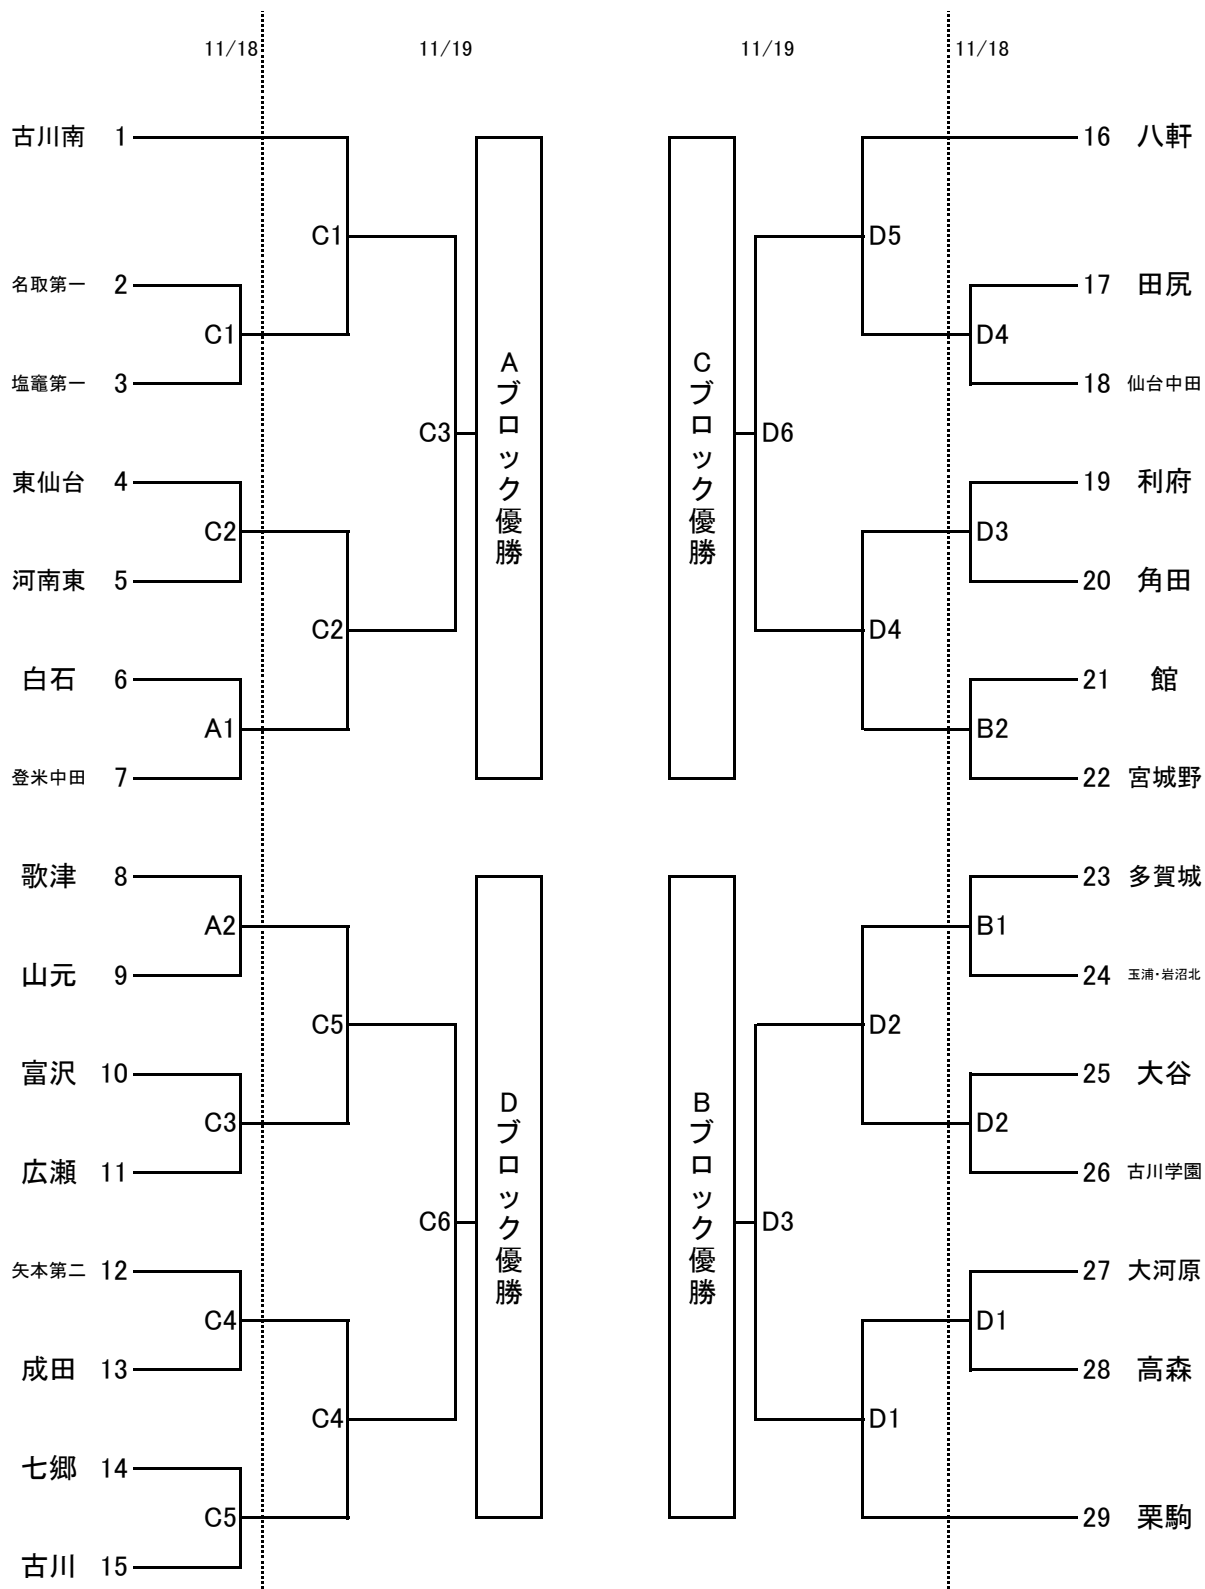 11/18 11/19 11/19 11/18
古川南 1 16 八軒
C1 D5
名取第一 2 17 田尻
C1 D4
塩竈第一 3 18 仙台中田
C3 Aブロック優勝 Cブロック優勝 D6
東仙台 4 19 利府
C2 D3
河南東 5 20 角田
C2 D4
白石 6 21 館
A1 B2
登米中田 7 22 宮城野
歌津 8 23 多賀城
A2 B1
山元 9 24 玉浦・岩沼北
C5 D2
富沢 10 25 大谷
C3 D2
広瀬 11 26 古川学園
C6 Dブロック優勝 Bブロック優勝 D3
矢本第二 12 27 大河原
C4 D1
成田 13 28 高森
C4 D1
七郷 14
C5 29 栗駒
古川 15